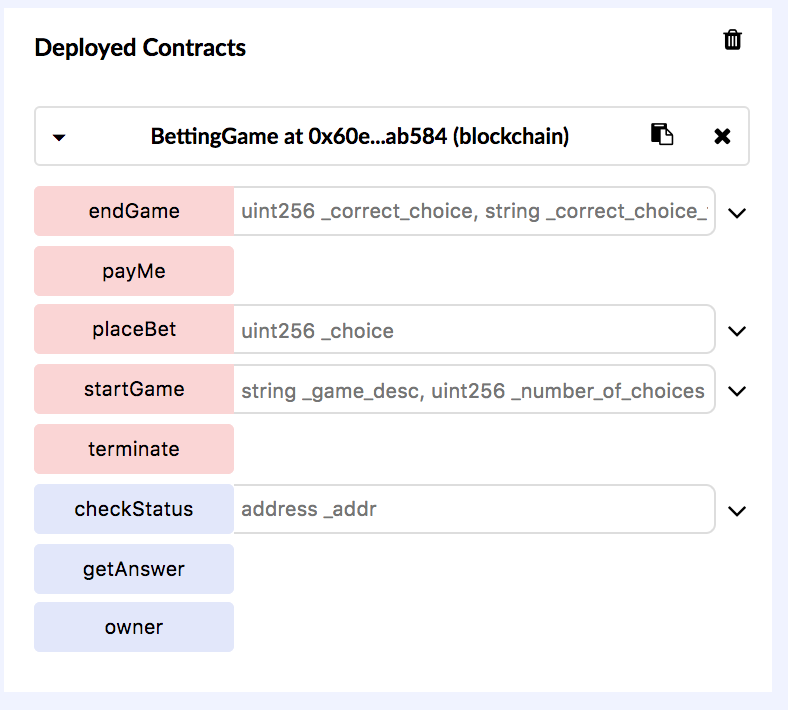 Deployed Contracts
BettingGame at 0x60e...ab584 (blockchain)
endGame uint256 _correct_choice, string _correct_choice_
payMe
placeBet uint256 _choice
startGame string _game_desc, uint256 _number_of_choices
terminate
checkStatus address _addr
getAnswer
owner